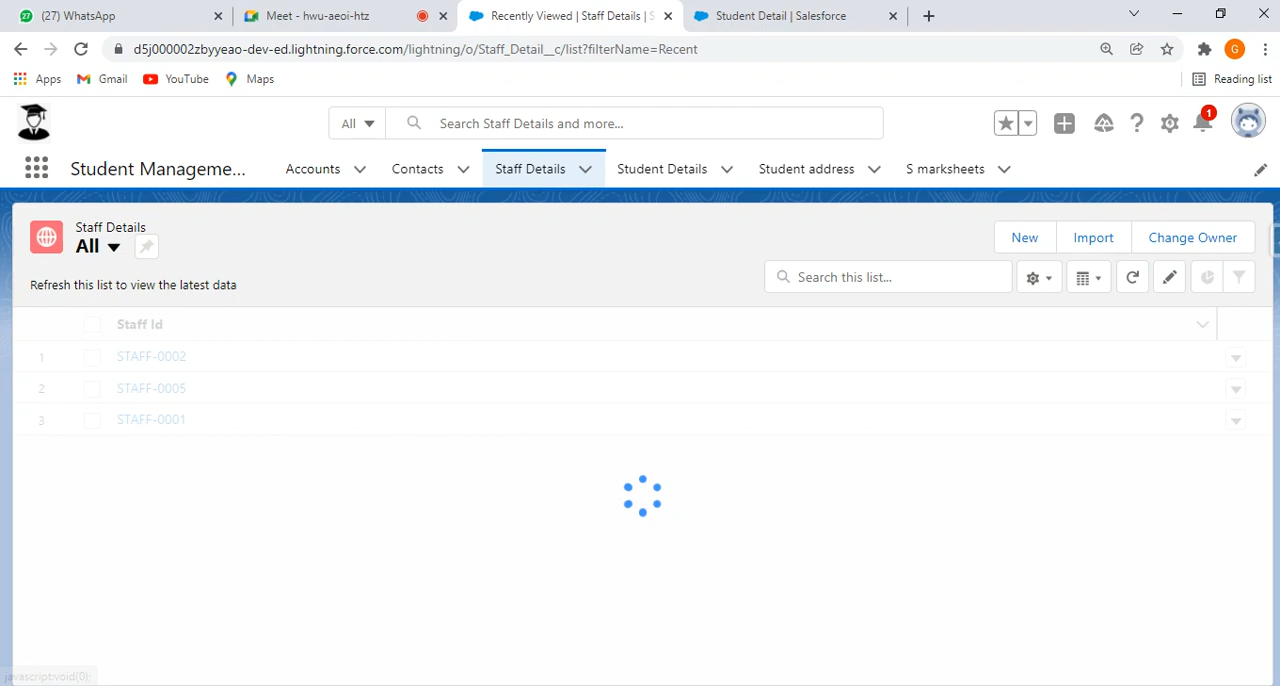 (27) WhatsApp
Meet - hwu-aeoi-htz
Recently Viewed | Staff Details | S
Student Detail | Salesforce
d5j000002zbyyeao-dev-ed.lightning.force.com/lightning/o/Staff_Detail__c/list?filterName=Recent
G
Apps
Gmail
YouTube
Maps
Reading list
All
Search Staff Details and more...
1
Student Manageme...
Accounts
Contacts
Staff Details
Student Details
Student address
S marksheets
Staff Details
All
New
Import
Change Owner
Refresh this list to view the latest data
Search this list...
Staff Id
1 STAFF-0002
2 STAFF-0005
3 STAFF-0001
javascript:void(0);